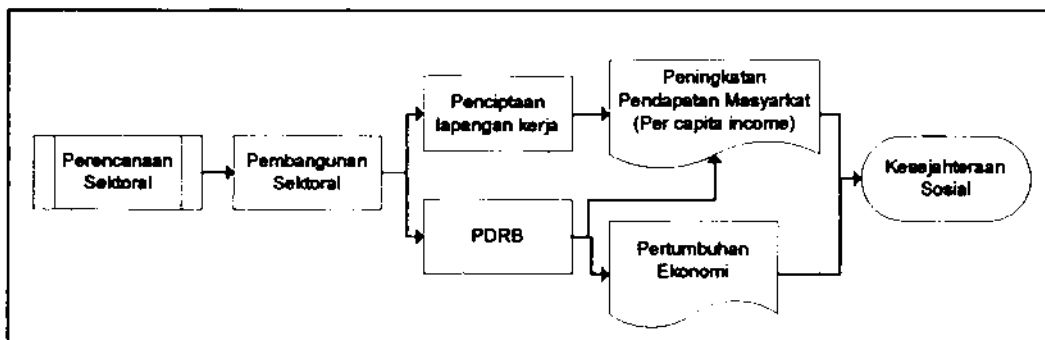 Perencanaan
Sektoral
Pembangunan
Sektoral
Penciptaan
lapangan kerja
PDRB
Peningkatan
Pendapatan Masyarkat
(Per capita income)
Pertumbuhan
Ekonomi
Kesejahteraan
Sosial